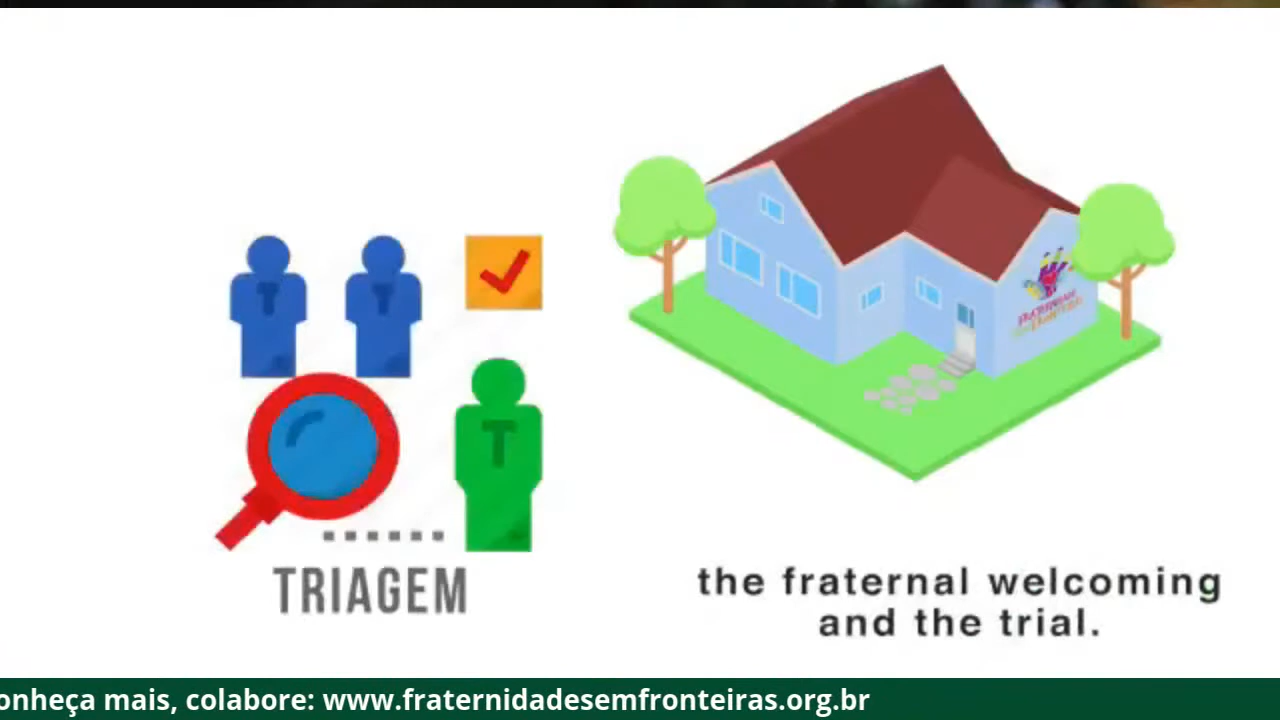 TRIAGEM
the fraternal welcoming
and the trial.
onheça mais, colabore: www.fraternidadesemfronteiras.org.br